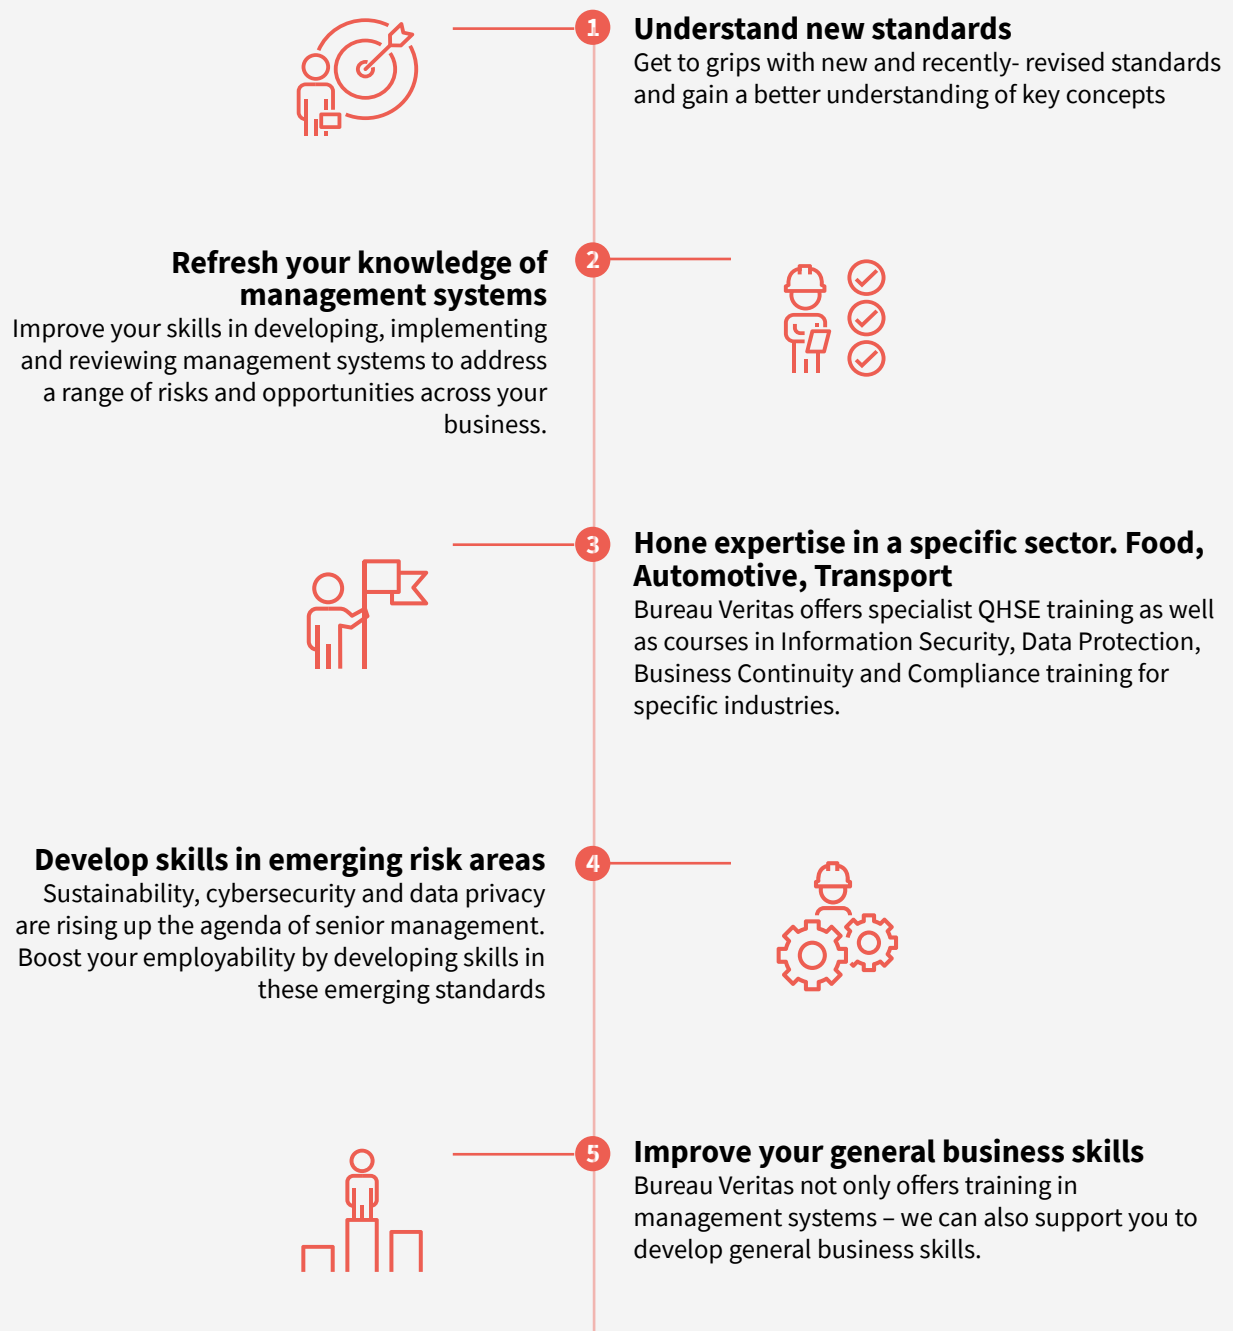 1
Understand new standards
Get to grips with new and recently- revised standards
and gain a better understanding of key concepts
2
Refresh your knowledge of
management systems
Improve your skills in developing, implementing
and reviewing management systems to address
a range of risks and opportunities across your
business.
3
Hone expertise in a specific sector. Food,
Automotive, Transport
Bureau Veritas offers specialist QHSE training as well
as courses in Information Security, Data Protection,
Business Continuity and Compliance training for
specific industries.
4
Develop skills in emerging risk areas
Sustainability, cybersecurity and data privacy
are rising up the agenda of senior management.
Boost your employability by developing skills in
these emerging standards
5
Improve your general business skills
Bureau Veritas not only offers training in
management systems – we can also support you to
develop general business skills.